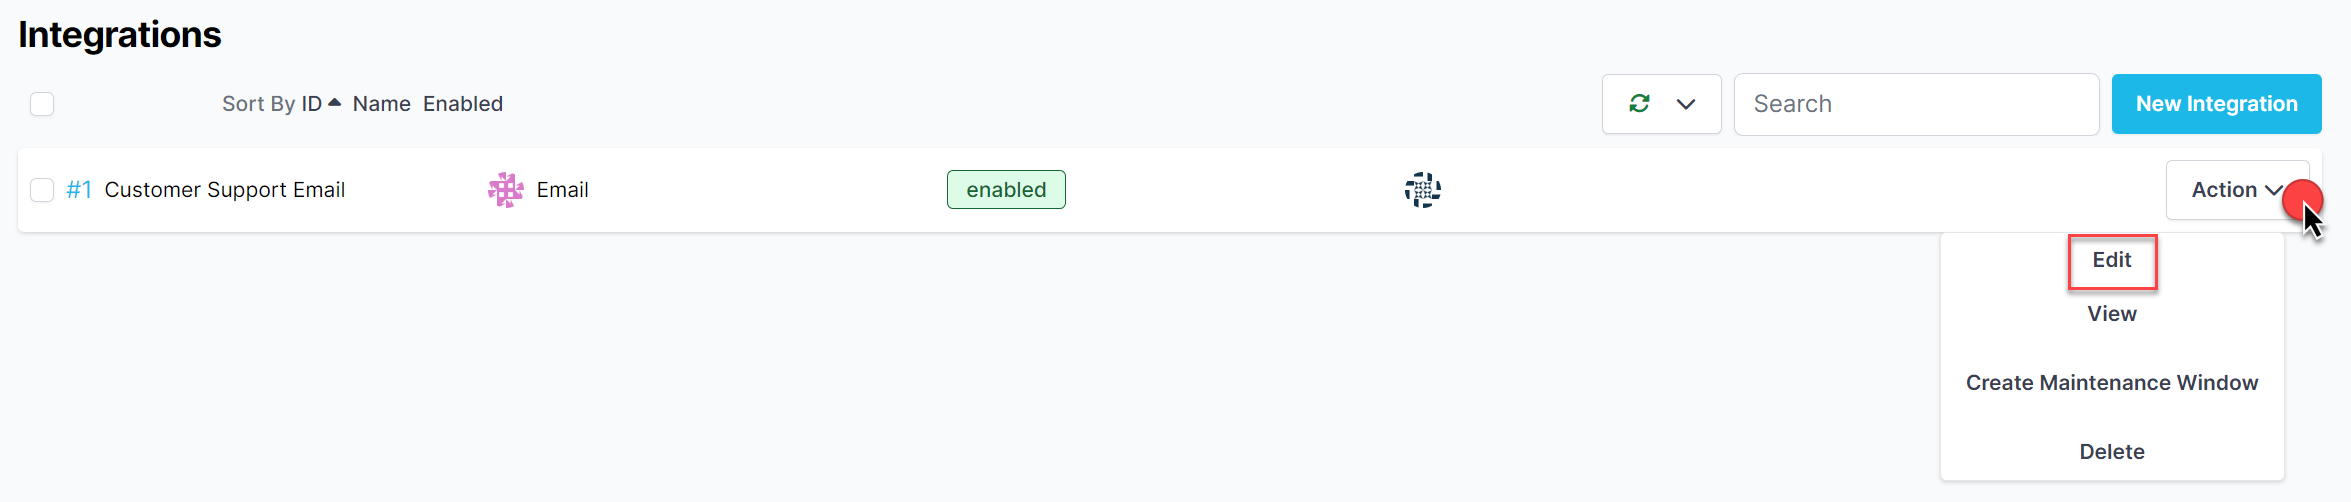 Integrations
Sort By ID Name Enabled
Search
New Integration
#1 Customer Support Email Email enabled Action
Edit
View
Create Maintenance Window
Delete